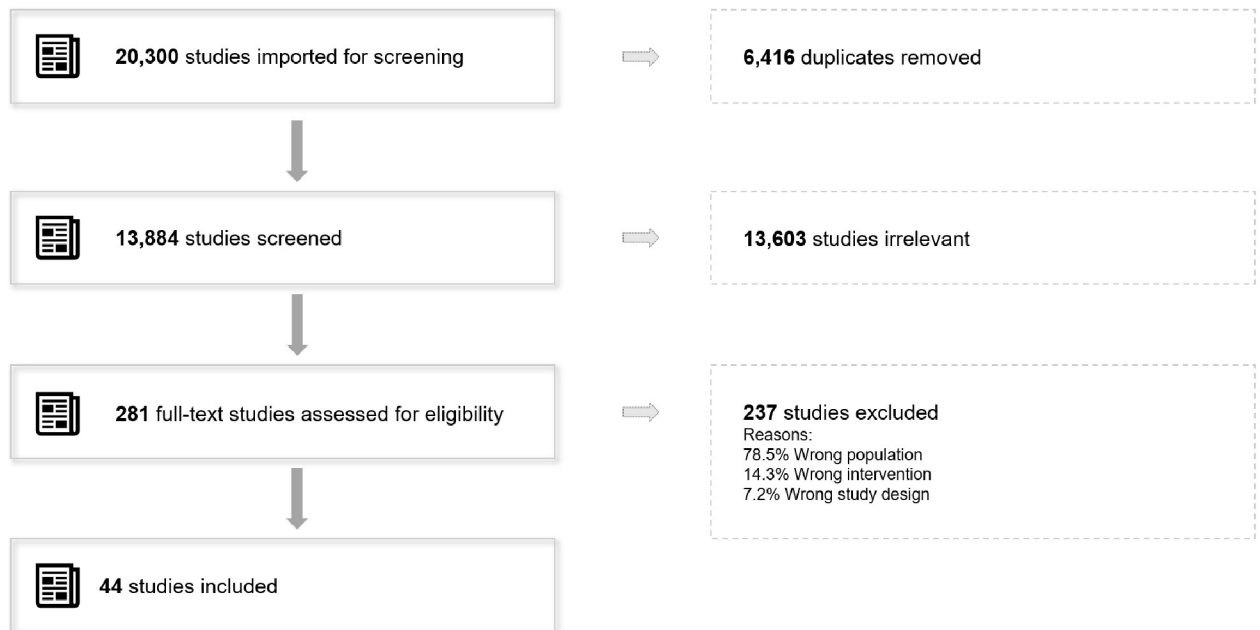 20,300 studies imported for screening
6,416 duplicates removed
13,884 studies screened
13,603 studies irrelevant
281 full-text studies assessed for eligibility
237 studies excluded
Reasons:
78.5% Wrong population
14.3% Wrong intervention
7.2% Wrong study design
44 studies included